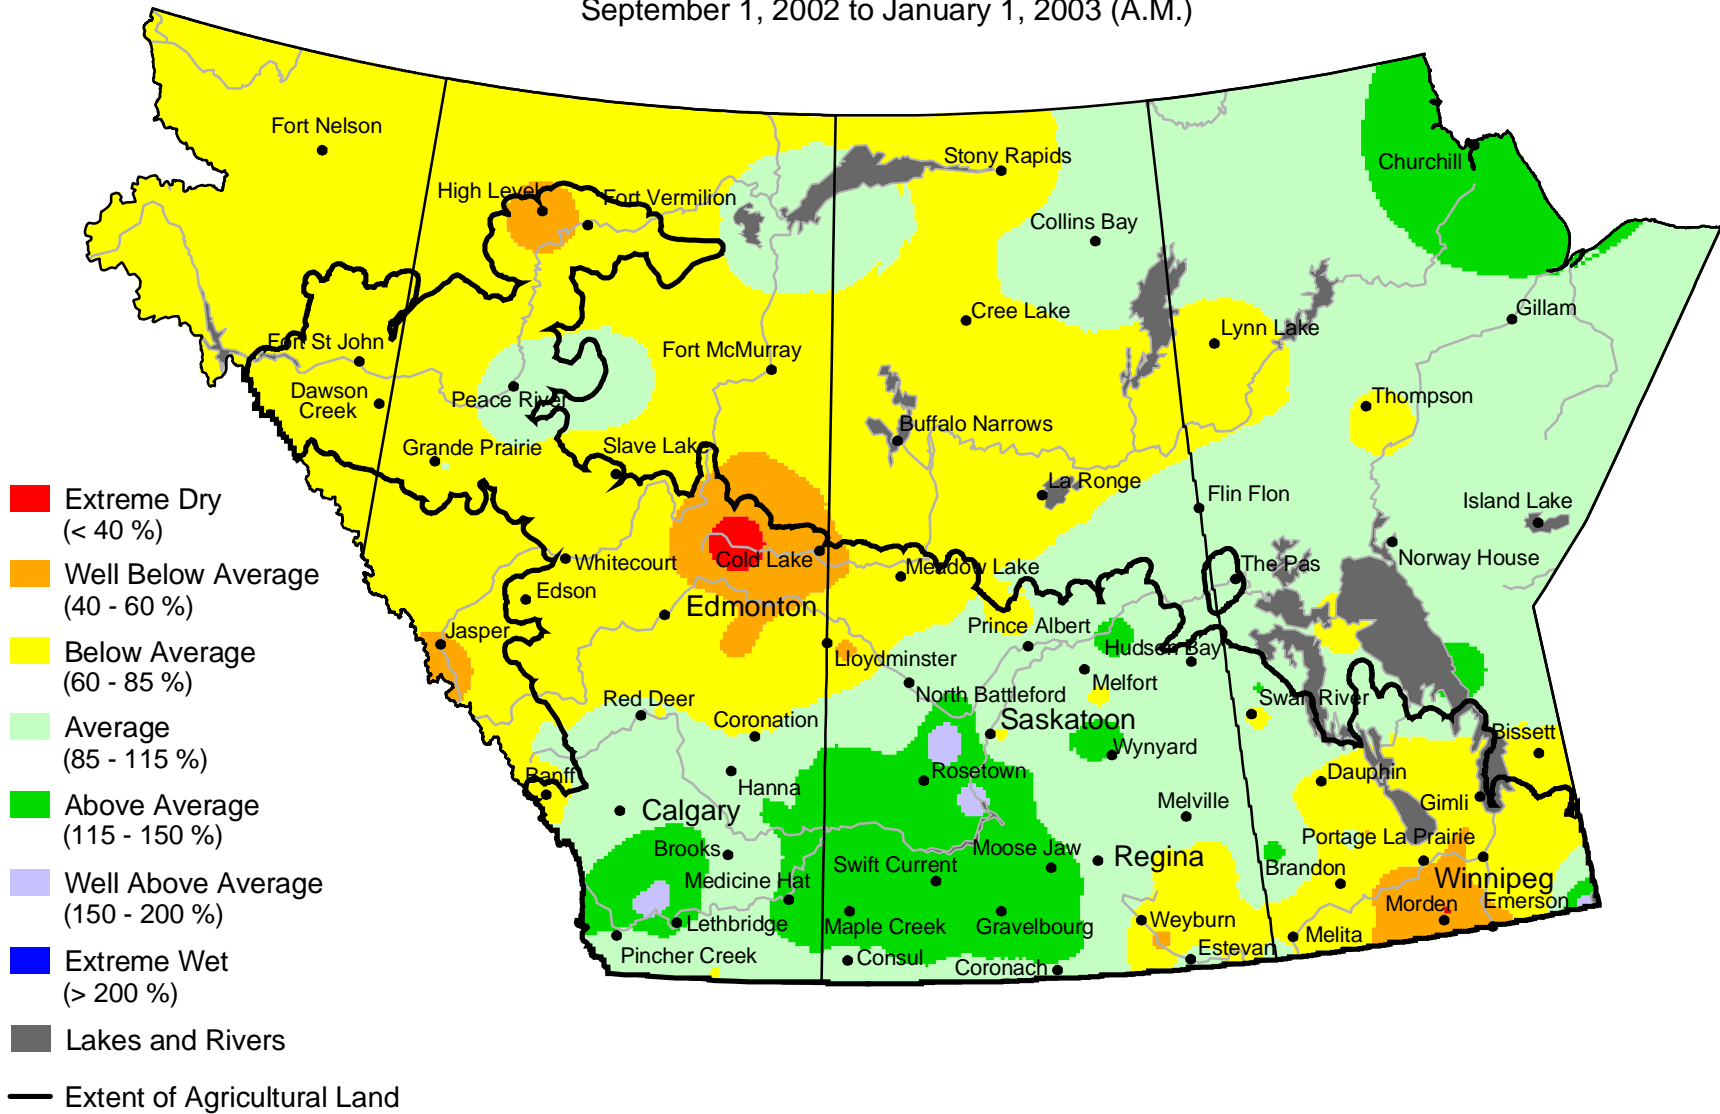 September 1, 2002 to January 1, 2003 (A.M.)
Fort Nelson
Stony Rapids
Churchill
High Level
Fort Vermilion
Collins Bay
Cree Lake
Gillam
Lynn Lake
Fort St John
Fort McMurray
Dawson
Creek
Peace River
Thompson
Buffalo Narrows
Grande Prairie
Slave Lake
La Ronge
Flin Flon
Island Lake
Whitecourt
Cold Lake
Meadow Lake
The Pas
Norway House
Edson
Edmonton
Jasper
Prince Albert
Hudson Bay
Lloydminster
Melfort
Red Deer
North Battleford
Swan River
Coronation
Saskatoon
Wynyard
Bissett
Banff
Hanna
Rosetown
Dauphin
Calgary
Melville
Gimli
Portage La Prairie
Brooks
Moose Jaw
Regina
Swift Current
Brandon
Medicine Hat
Winnipeg
Morden
Emerson
Lethbridge
Maple Creek
Gravelbourg
Weyburn
Melita
Pincher Creek
Consul
Coronach
Estevan
Extreme Dry
(< 40 %)
Well Below Average
(40 - 60 %)
Below Average
(60 - 85 %)
Average
(85 - 115 %)
Above Average
(115 - 150 %)
Well Above Average
(150 - 200 %)
Extreme Wet
(> 200 %)
Lakes and Rivers
Extent of Agricultural Land